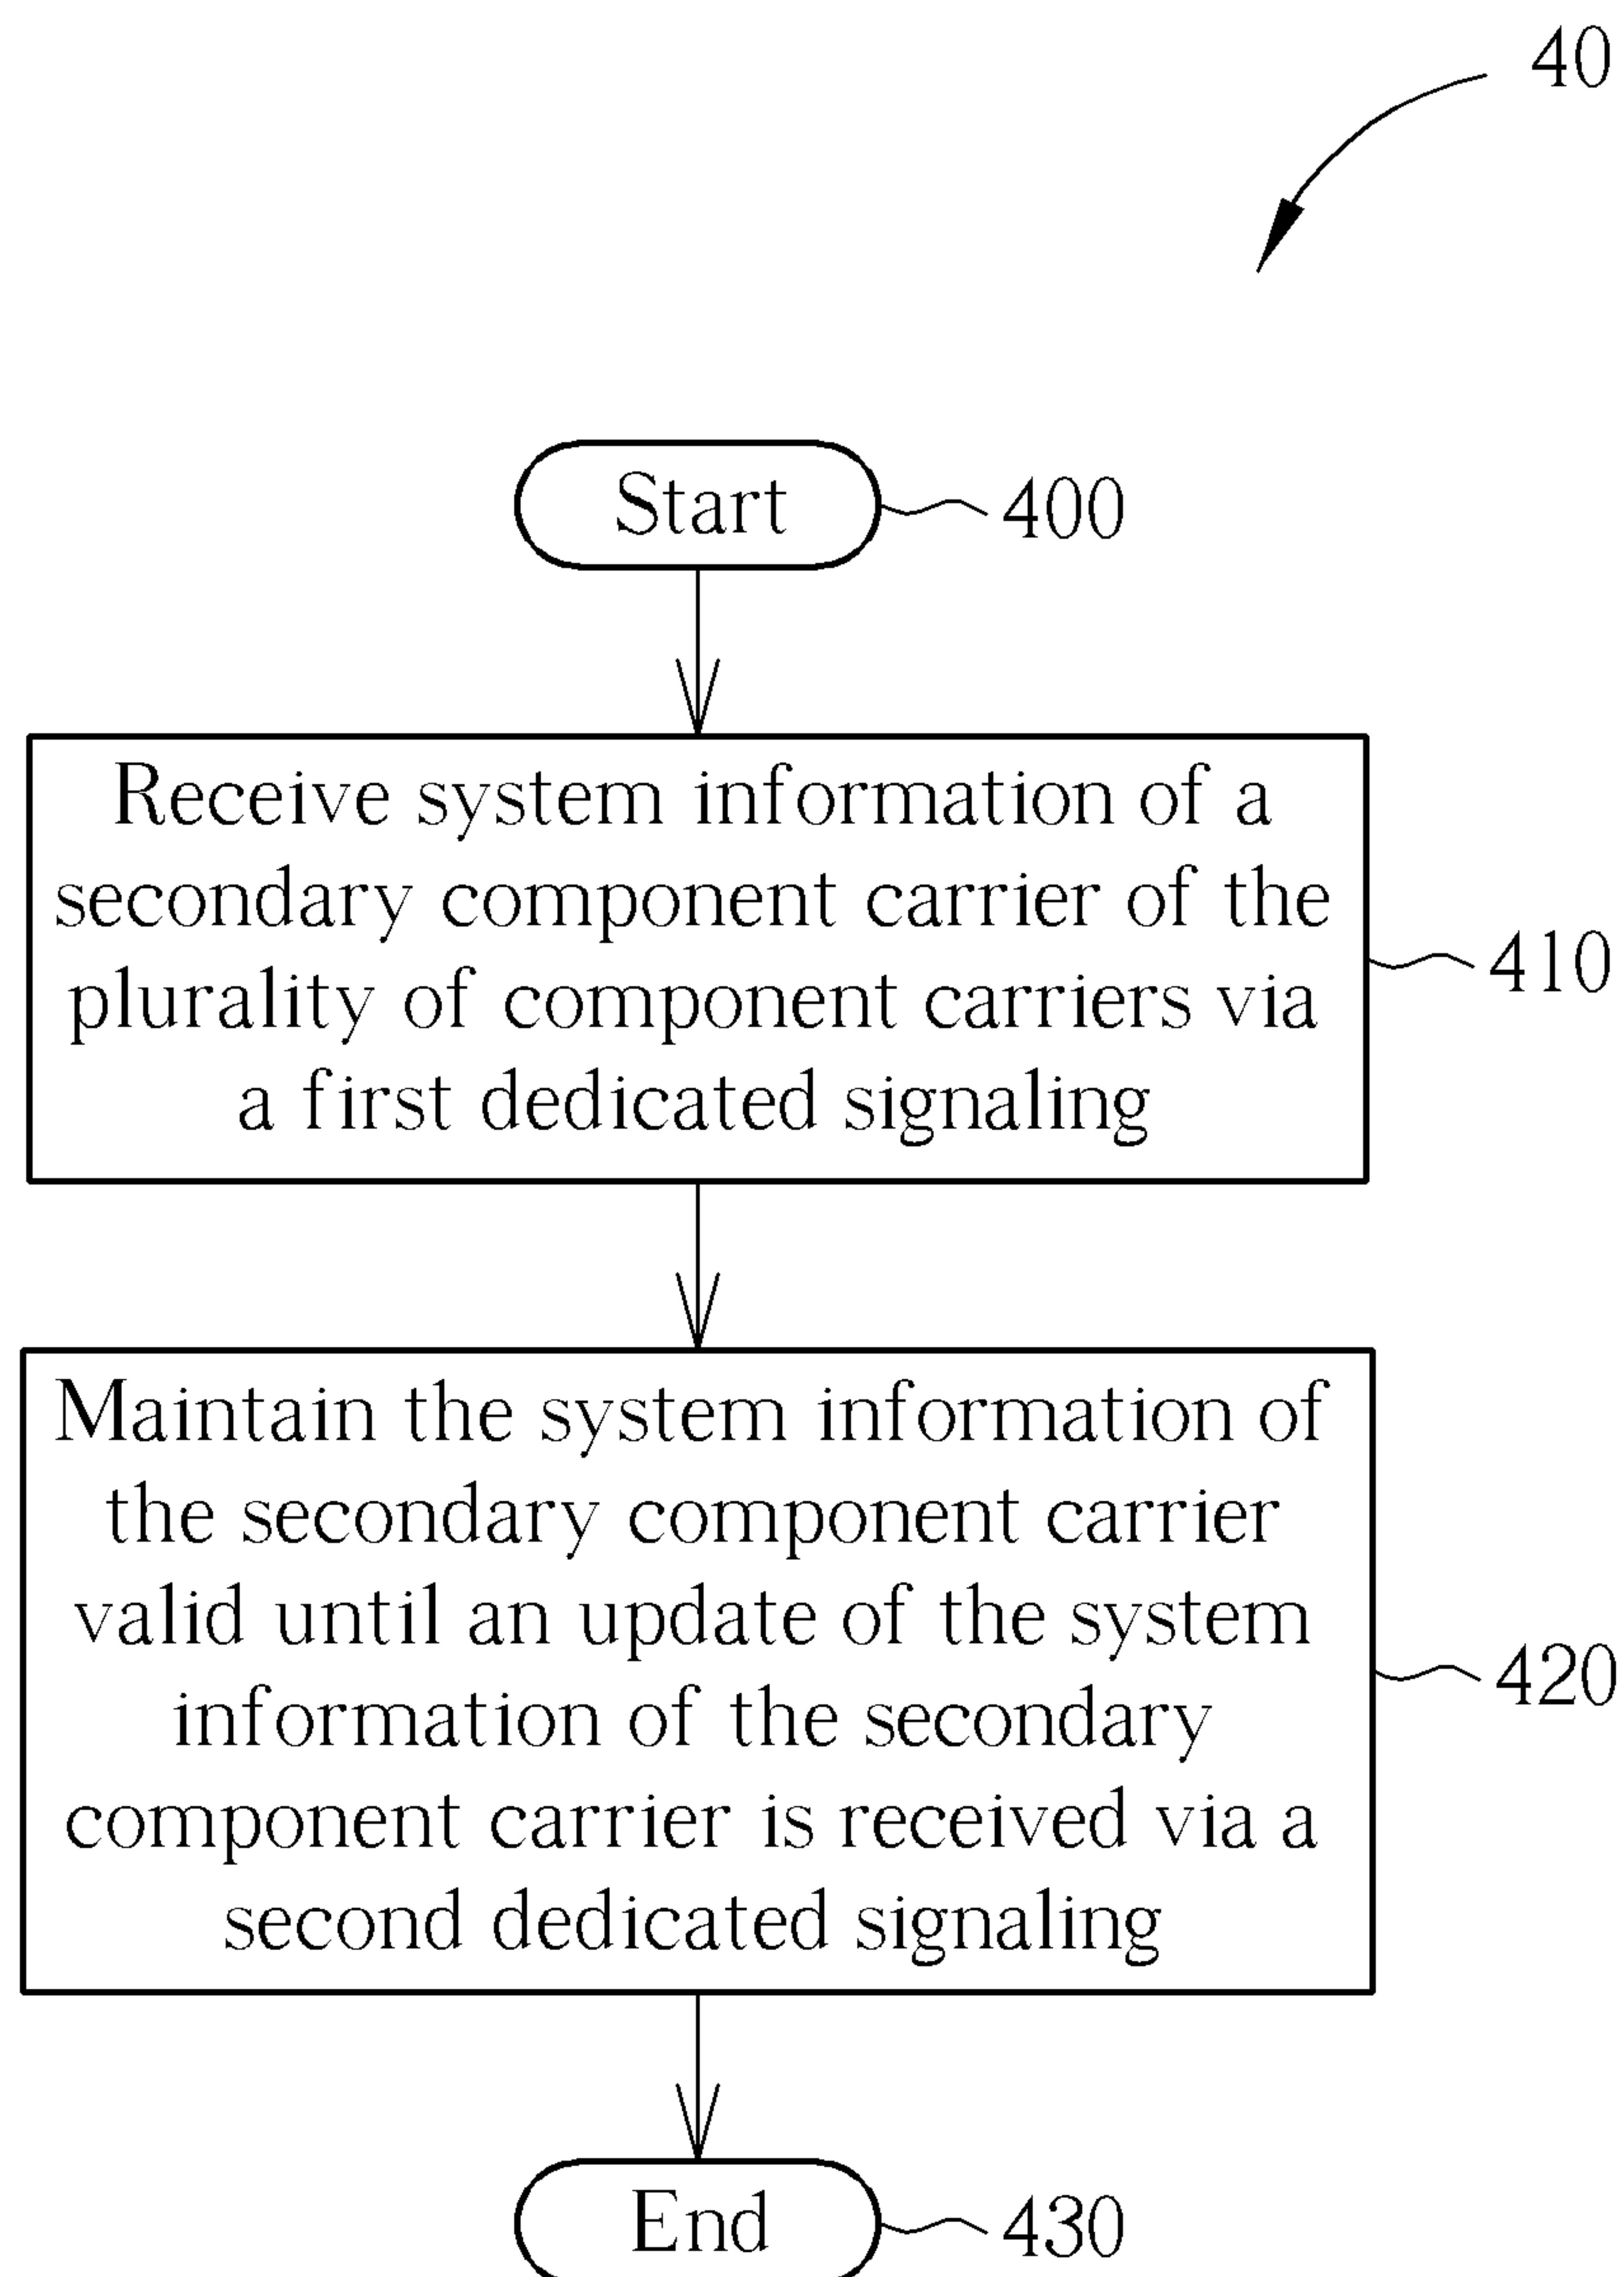 40
Start
400
Receive system information of a
secondary component carrier of the
plurality of component carriers via
a first dedicated signaling
410
Maintain the system information of
the secondary component carrier
valid until an update of the system
information of the secondary
component carrier is received via a
second dedicated signaling
420
End
430